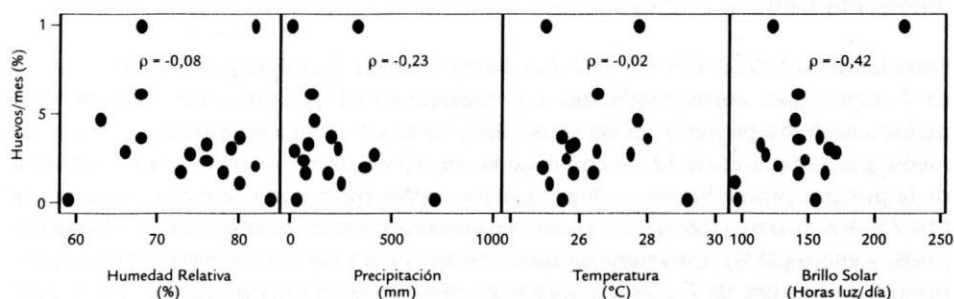 Huevos/mes (%)
1
.5
0
ρ = -0,08
ρ = -0,23
ρ = -0,02
ρ = -0,42
60 70 80 0 500 1000 26 28 30 100 150 200 250
Humedad Relativa
(%)
Precipitación
(mm)
Temperatura
(°C)
Brillo Solar
(Horas luz/día)